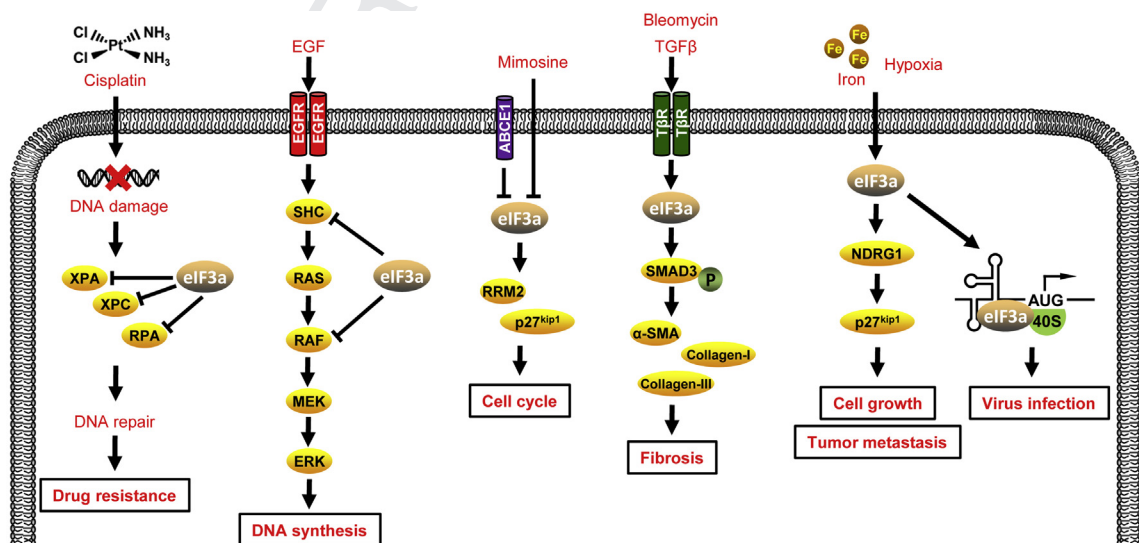 Cl
NH3
Pt
Cl
NH3
Cisplatin
DNA damage
XPA
XPC
RPA
eIF3a
DNA repair
Drug resistance
EGF
EGFR
EGFR
SHC
RAS
RAF
MEK
ERK
eIF3a
DNA synthesis
Mimosine
ABCE1
eIF3a
RRM2
p27kip1
Cell cycle
Bleomycin
TGFβ
TβR
TβR
eIF3a
SMAD3
P
α-SMA
Collagen-I
Collagen-III
Fibrosis
Fe
Fe
Fe
Iron
Hypoxia
eIF3a
NDRG1
p27kip1
Cell growth
Tumor metastasis
AUG
eIF3a
40S
Virus infection